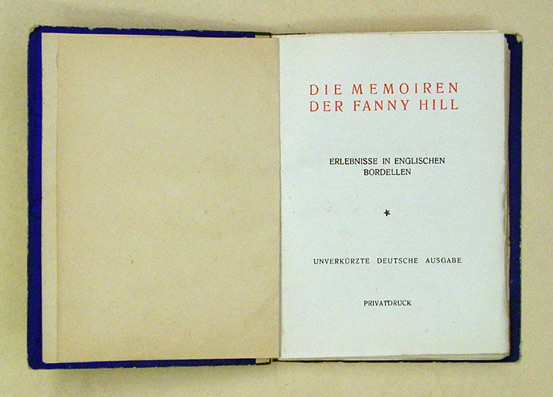 DIE MEMOIREN
DER FANNY HILL
ERLEBNISSE IN ENGLISCHEN
BORDELLEN
*
UNVERKÜRZTE DEUTSCHE AUSGABE
PRIVATDRUCK